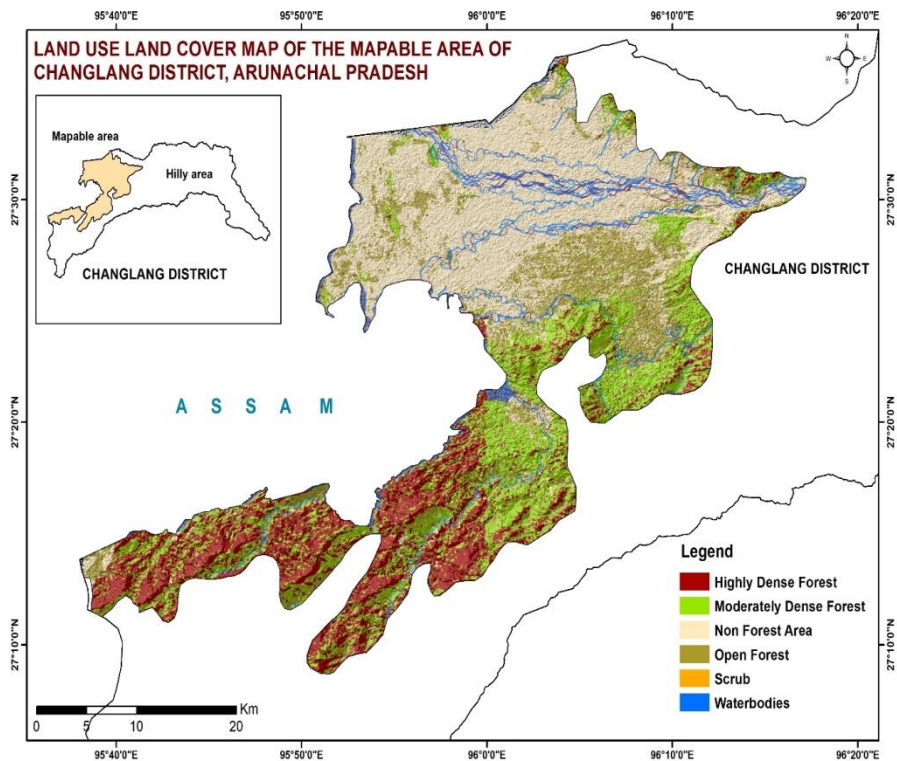 95°40'0"E 95°50'0"E 96°0'0"E 96°10'0"E 96°20'0"E
LAND USE LAND COVER MAP OF THE MAPABLE AREA OF
CHANGLANG DISTRICT, ARUNACHAL PRADESH
N
W E
S
Mapable area
Hilly area
CHANGLANG DISTRICT
27°30'0"N 27°30'0"N
CHANGLANG DISTRICT
ASSAM
27°20'0"N 27°20'0"N
Legend
Highly Dense Forest
Moderately Dense Forest
Non Forest Area
Open Forest
Scrub
Waterbodies
27°10'0"N 27°10'0"N
Km
0 5 10 20
95°40'0"E 95°50'0"E 96°0'0"E 96°10'0"E 96°20'0"E